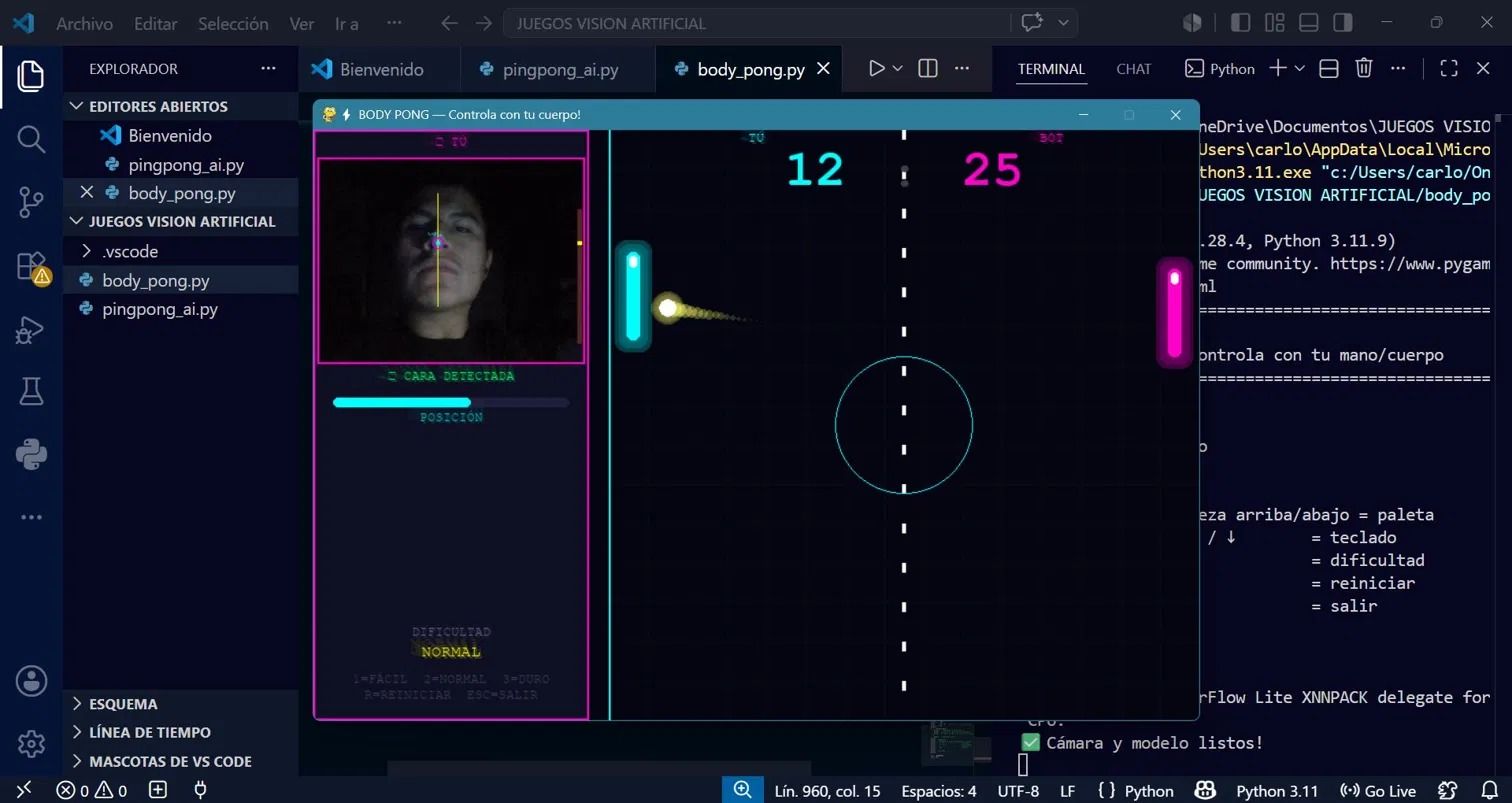 Archivo Editar Selección Ver Ir a ··· JUEGOS VISION ARTIFICIAL
EXPLORADOR ···
EDITORES ABIERTOS
Bienvenido
pingpong_ai.py
body_pong.py
JUEGOS VISION ARTIFICIAL
.vscode
body_pong.py
pingpong_ai.py
ESQUEMA
LÍNEA DE TIEMPO
MASCOTAS DE VS CODE
Bienvenido pingpong_ai.py body_pong.py
TERMINAL CHAT Python
BODY PONG — Controla con tu cuerpo!
TÚ
CARA DETECTADA
POSICIÓN
DIFICULTAD
NORMAL
1=FÁCIL 2=NORMAL 3=DURO
R=REINICIAR ESC=SALIR
TÚ BOT
12 25
neDrive\Documentos\JUEGOS VISIO
Users\carlo\AppData\Local\Micro
thon3.11.exe "c:/Users/carlo/On
UEGOS VISION ARTIFICIAL/body_po
.28.4, Python 3.11.9)
me community. https://www.pygam
ml
===============================
ontrola con tu mano/cuerpo
===============================
o
eza arriba/abajo = paleta
/ ↓ = teclado
= dificultad
= reiniciar
= salir
rFlow Lite XNNPACK delegate for
CPU.
✅ Cámara y modelo listos!
0 0 Lín. 960, col. 15 Espacios: 4 UTF-8 LF { } Python Python 3.11 Go Live